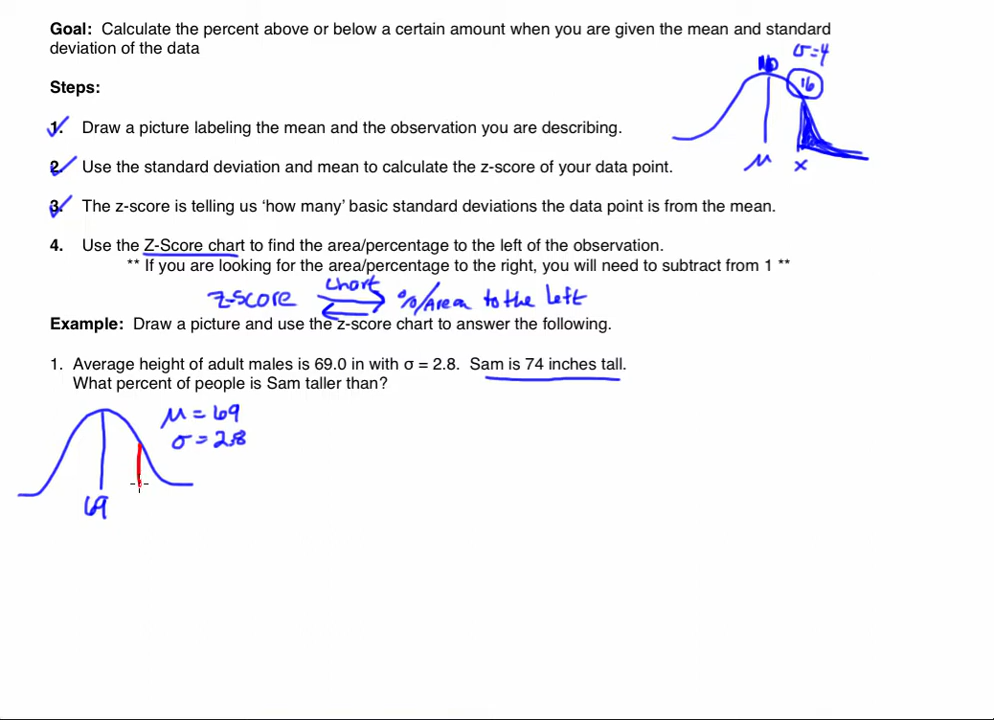 Goal: Calculate the percent above or below a certain amount when you are given the mean and standard
deviation of the data
σ=4
Steps:
16
1. Draw a picture labeling the mean and the observation you are describing.
μ x
2. Use the standard deviation and mean to calculate the z-score of your data point.
3. The z-score is telling us ‘how many’ basic standard deviations the data point is from the mean.
4. Use the Z-Score chart to find the area/percentage to the left of the observation.
** If you are looking for the area/percentage to the right, you will need to subtract from 1 **
chart
z-score %/Area to the left
Example: Draw a picture and use the z-score chart to answer the following.
1. Average height of adult males is 69.0 in with σ = 2.8. Sam is 74 inches tall.
What percent of people is Sam taller than?
μ = 69
σ = 2.8
69